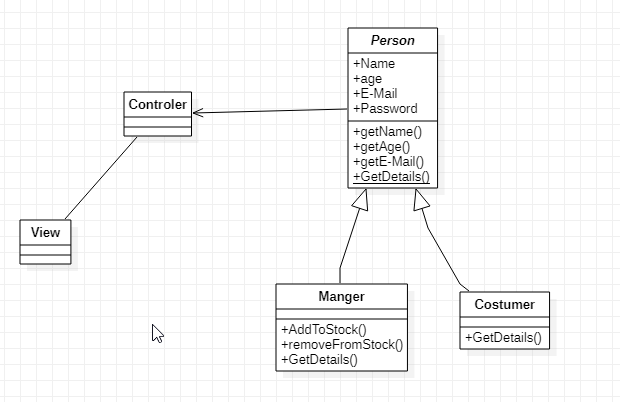 Person
+Name
+age
+E-Mail
+Password
+getName()
+getAge()
+getE-Mail()
+GetDetails()
Controler
View
Manger
+AddToStock()
+removeFromStock()
+GetDetails()
Costumer
+GetDetails()